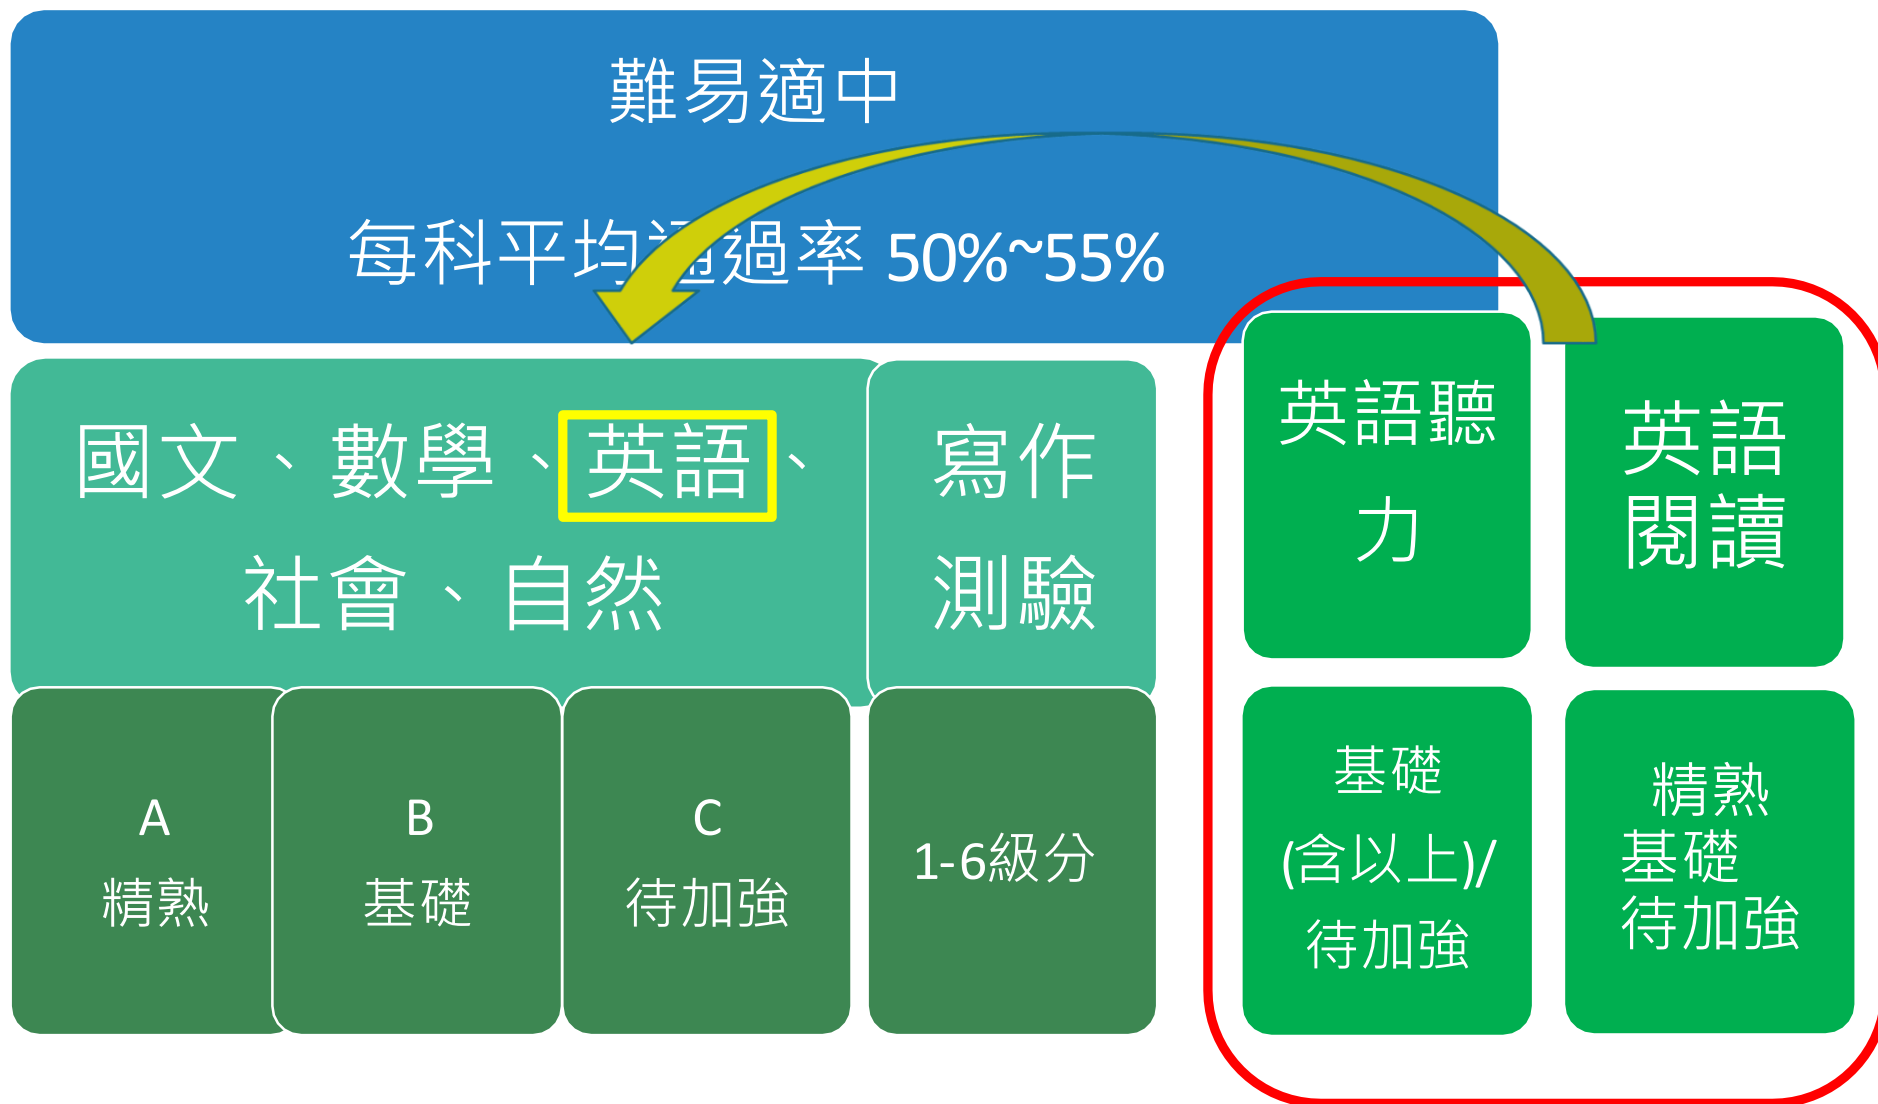 難易適中
每科平均通過率 50%~55%
國文、數學、英語、
社會、自然
寫作
測驗
英語聽
力
英語
閱讀
A
精熟
B
基礎
C
待加強
1-6級分
基礎
(含以上)/
待加強
精熟
基礎
待加強